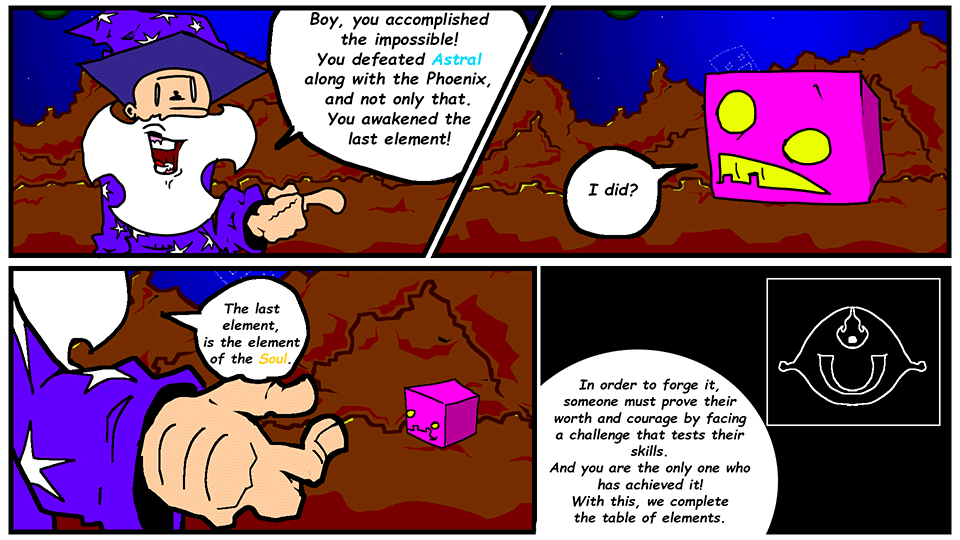 Boy, you accomplished
the impossible!
You defeated Astral
along with the Phoenix,
and not only that.
You awakened the
last element!
I did?
The last
element,
is the element
of the Soul.
In order to forge it,
someone must prove their
worth and courage by facing
a challenge that tests their
skills.
And you are the only one who
has achieved it!
With this, we complete
the table of elements.